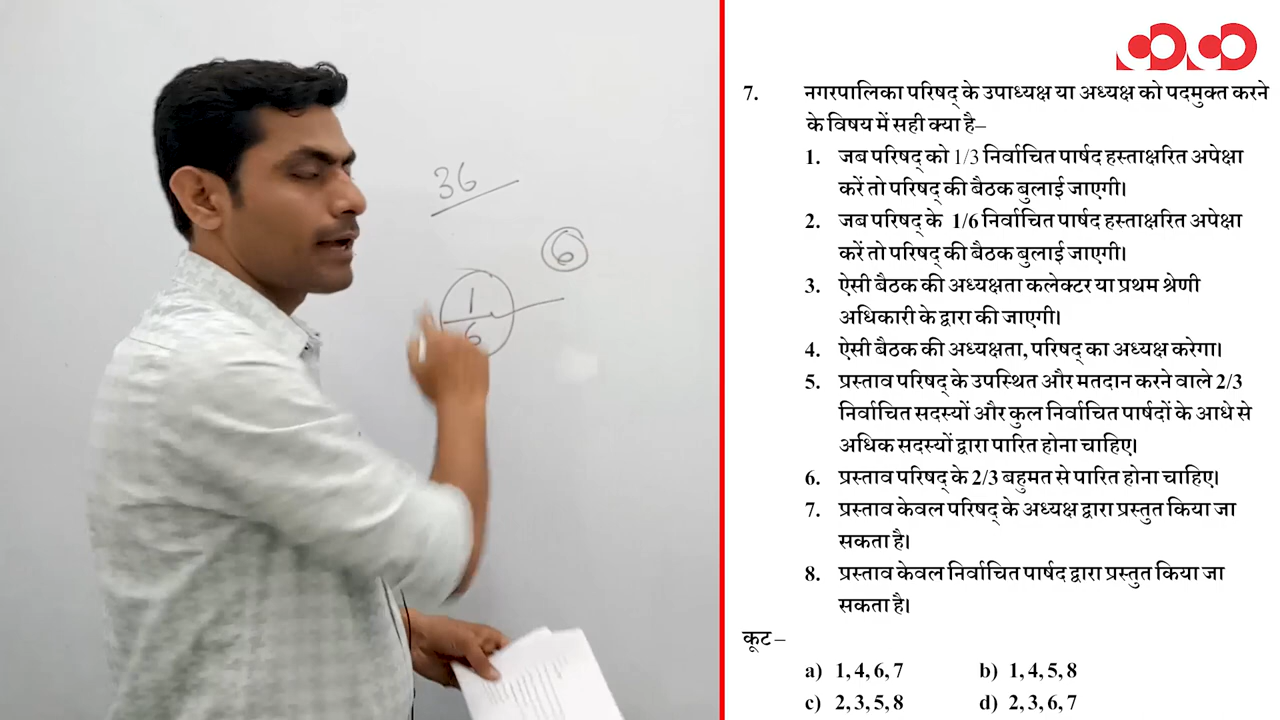 36
6
1
6
7. नगरपालिका परिषद् के उपाध्यक्ष या अध्यक्ष को पदमुक्त करने
के विषय में सही क्या है–
1. जब परिषद् को 1/3 निर्वाचित पार्षद हस्ताक्षरित अपेक्षा
करें तो परिषद् की बैठक बुलाई जाएगी।
2. जब परिषद् के 1/6 निर्वाचित पार्षद हस्ताक्षरित अपेक्षा
करें तो परिषद् की बैठक बुलाई जाएगी।
3. ऐसी बैठक की अध्यक्षता कलेक्टर या प्रथम श्रेणी
अधिकारी के द्वारा की जाएगी।
4. ऐसी बैठक की अध्यक्षता, परिषद् का अध्यक्ष करेगा।
5. प्रस्ताव परिषद् के उपस्थित और मतदान करने वाले 2/3
निर्वाचित सदस्यों और कुल निर्वाचित पार्षदों के आधे से
अधिक सदस्यों द्वारा पारित होना चाहिए।
6. प्रस्ताव परिषद् के 2/3 बहुमत से पारित होना चाहिए।
7. प्रस्ताव केवल परिषद् के अध्यक्ष द्वारा प्रस्तुत किया जा
सकता है।
8. प्रस्ताव केवल निर्वाचित पार्षद द्वारा प्रस्तुत किया जा
सकता है।
कूट–
a) 1, 4, 6, 7 b) 1, 4, 5, 8
c) 2, 3, 5, 8 d) 2, 3, 6, 7